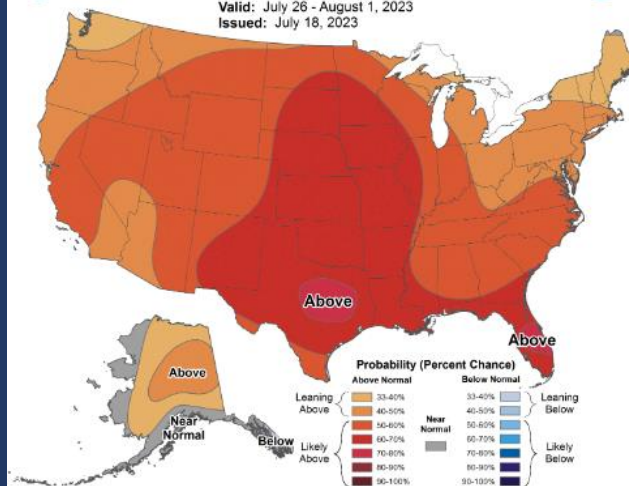 Valid: July 26 - August 1, 2023
Issued: July 18, 2023
Above
Above
Above
Near
Normal
Below
Probability (Percent Chance)
Above Normal
Below Normal
Leaning
Above
Likely
Above
33-40%
40-50%
50-60%
60-70%
70-80%
80-90%
90-100%
Near
Normal
33-40%
40-50%
50-60%
60-70%
70-80%
80-90%
90-100%
Leaning
Below
Likely
Below